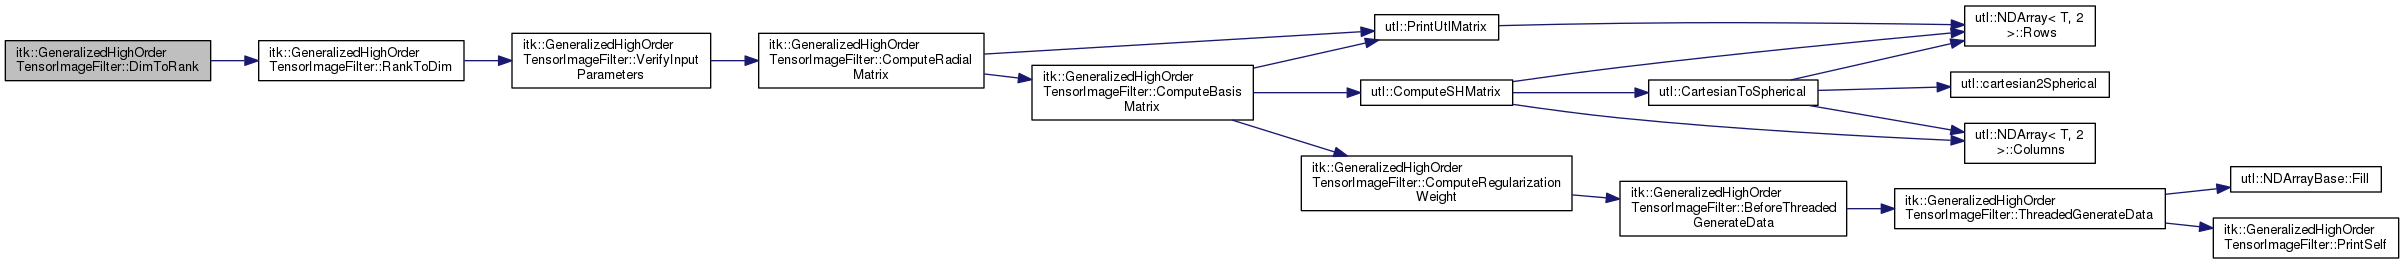 itk::GeneralizedHighOrder
TensorImageFilter::DimToRank
itk::GeneralizedHighOrder
TensorImageFilter::RankToDim
itk::GeneralizedHighOrder
TensorImageFilter::VerifyInput
Parameters
itk::GeneralizedHighOrder
TensorImageFilter::ComputeRadial
Matrix
itk::GeneralizedHighOrder
TensorImageFilter::ComputeBasis
Matrix
utl::PrintUtlMatrix
utl::ComputeSHMatrix
itk::GeneralizedHighOrder
TensorImageFilter::ComputeRegularization
Weight
utl::CartesianToSpherical
itk::GeneralizedHighOrder
TensorImageFilter::BeforeThreaded
GenerateData
utl::NDArray< T, 2
>::Rows
utl::cartesian2Spherical
utl::NDArray< T, 2
>::Columns
itk::GeneralizedHighOrder
TensorImageFilter::ThreadedGenerateData
utl::NDArrayBase::Fill
itk::GeneralizedHighOrder
TensorImageFilter::PrintSelf